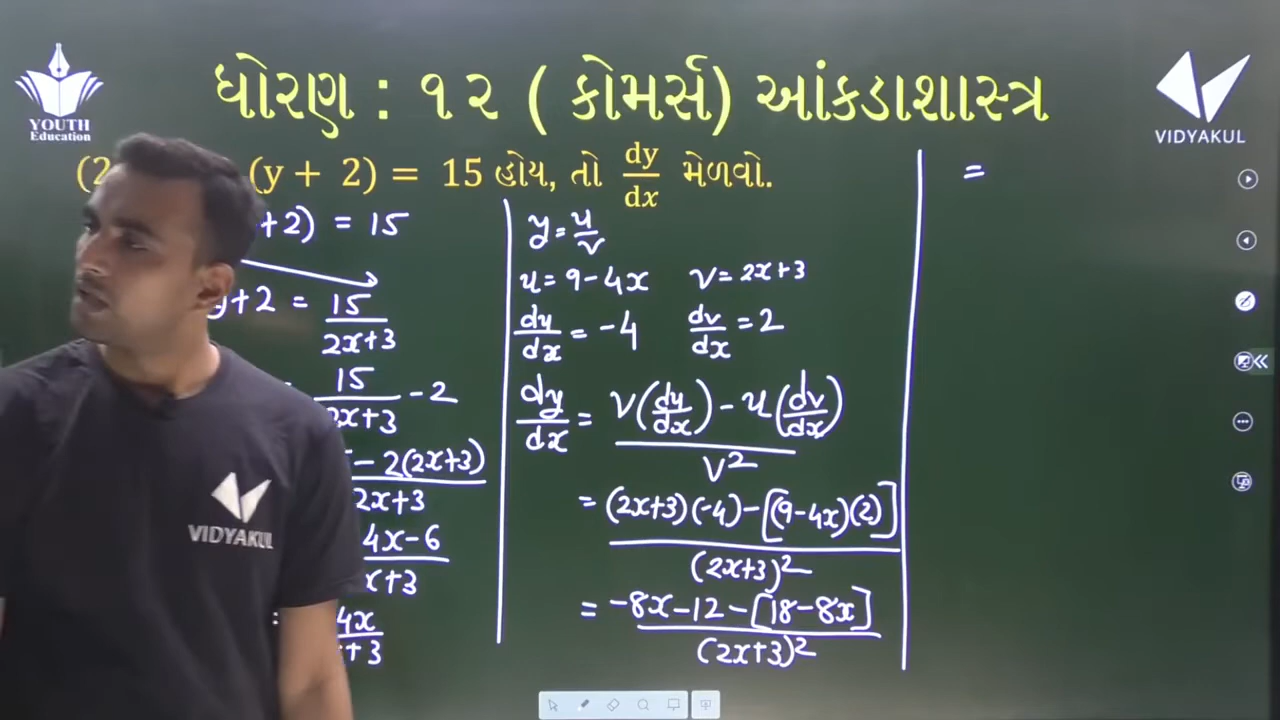 YOUTH
Education
ધોરણ : ૧૨ ( કોમર્સ) આંકડાશાસ્ત્ર
VIDYAKUL
(2 (y + 2) = 15 હોય, તો dy/dx મેળવો.
+2) = 15
y+2 = 15/2x+3
15/2x+3 - 2
- 2(2x+3)
2x+3
4x-6
x+3
4x
+3
y = u/v
u = 9-4x v = 2x+3
du/dx = -4 dv/dx = 2
dy/dx = v(du/dx) - u(dv/dx)
v²
= (2x+3)(-4) - [(9-4x)(2)]
(2x+3)²
= -8x-12-[18-8x]
(2x+3)²
=
VIDYAKUL